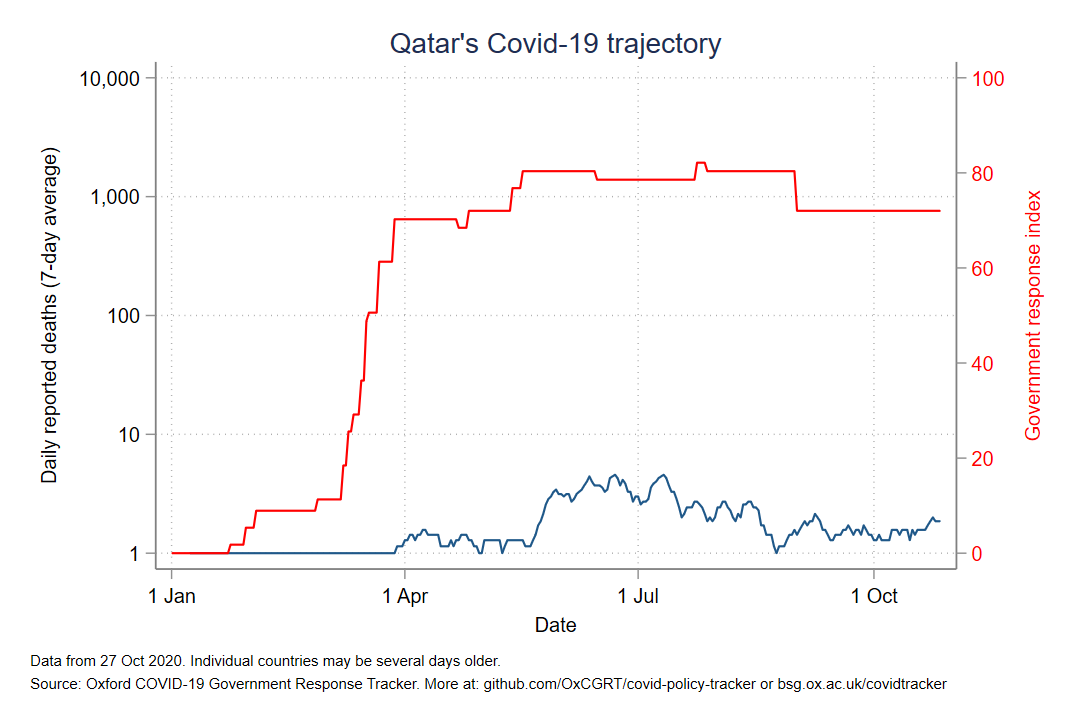 Qatar's Covid-19 trajectory
10,000
1,000
100
10
1
Daily reported deaths (7-day average)
100
80
60
40
20
0
Government response index
1 Jan
1 Apr
1 Jul
1 Oct
Date
Data from 27 Oct 2020. Individual countries may be several days older.
Source: Oxford COVID-19 Government Response Tracker. More at: github.com/OxCGRT/covid-policy-tracker or bsg.ox.ac.uk/covidtracker